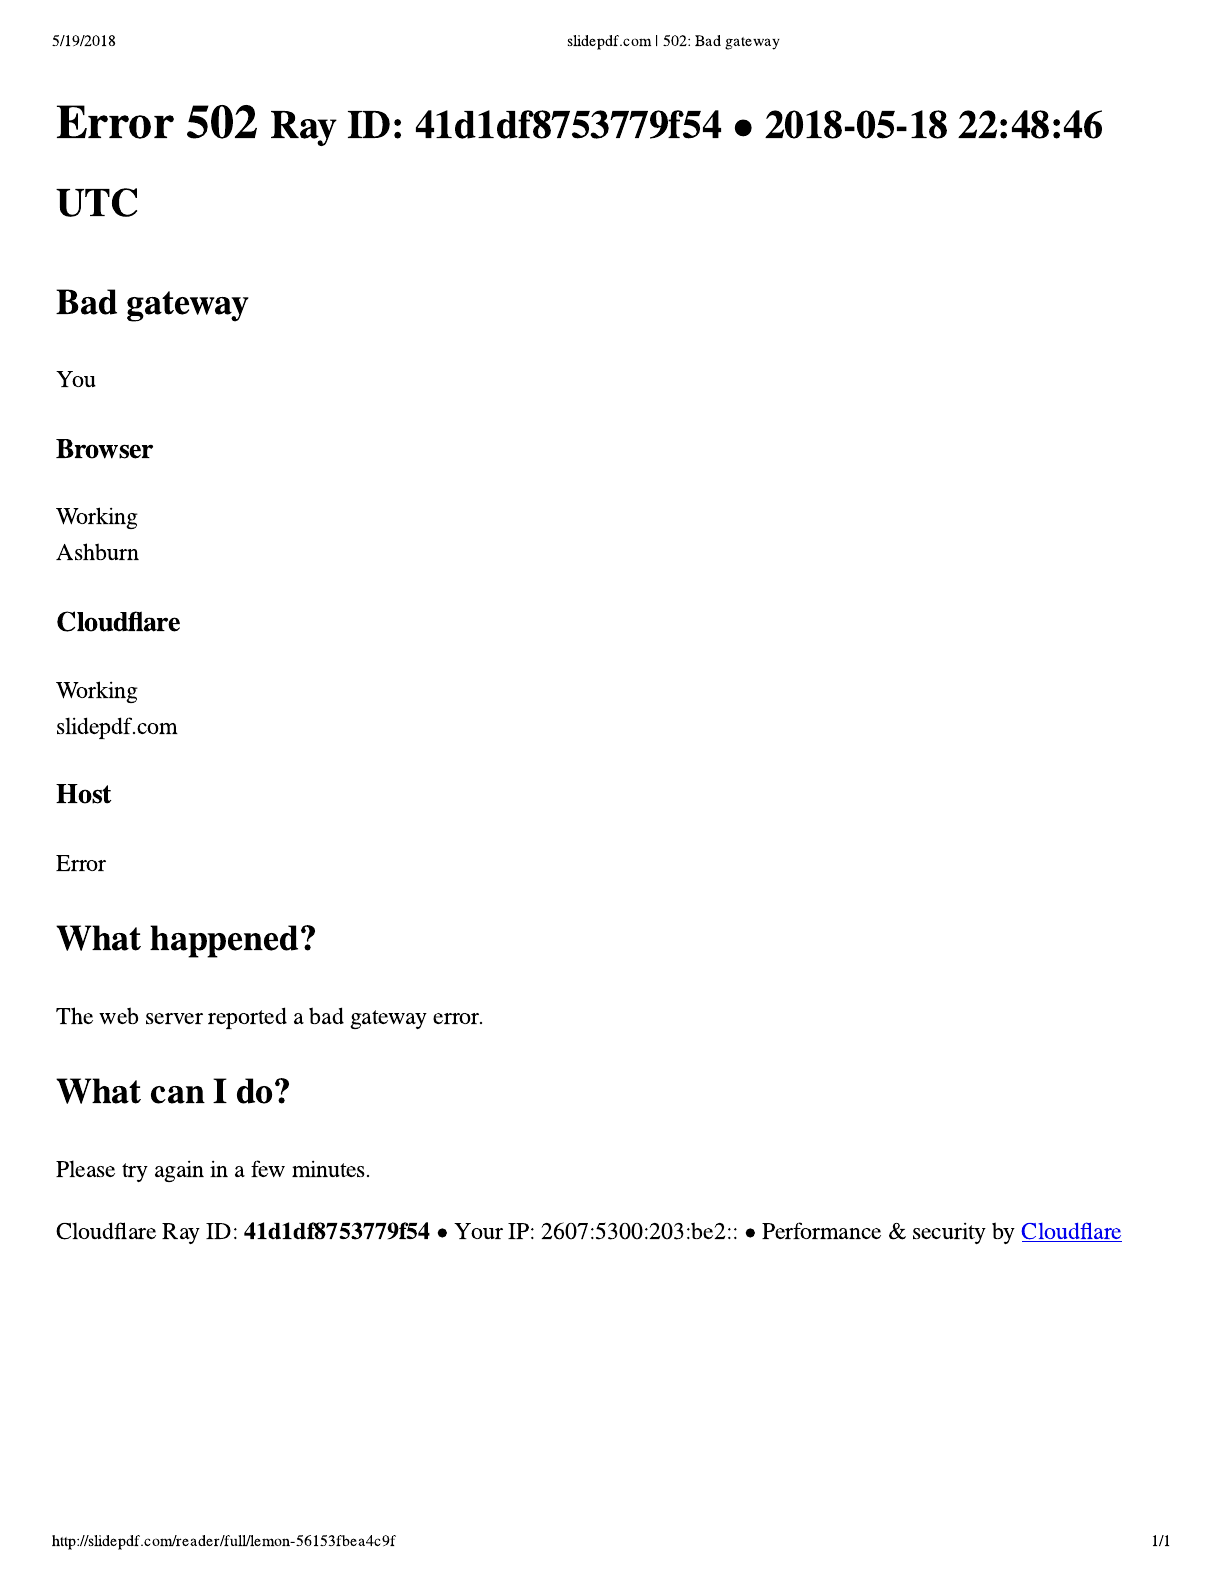 5/19/2018 slidepdf.com | 502: Bad gateway
Error 502 Ray ID: 41d1df8753779f54 • 2018-05-18 22:48:46
UTC
Bad gateway
You
Browser
Working
Ashburn
Cloudflare
Working
slidepdf.com
Host
Error
What happened?
The web server reported a bad gateway error.
What can I do?
Please try again in a few minutes.
Cloudflare Ray ID: 41d1df8753779f54 • Your IP: 2607:5300:203:be2:: • Performance & security by Cloudflare
http://slidepdf.com/reader/full/lemon-56153fbea4c9f 1/1